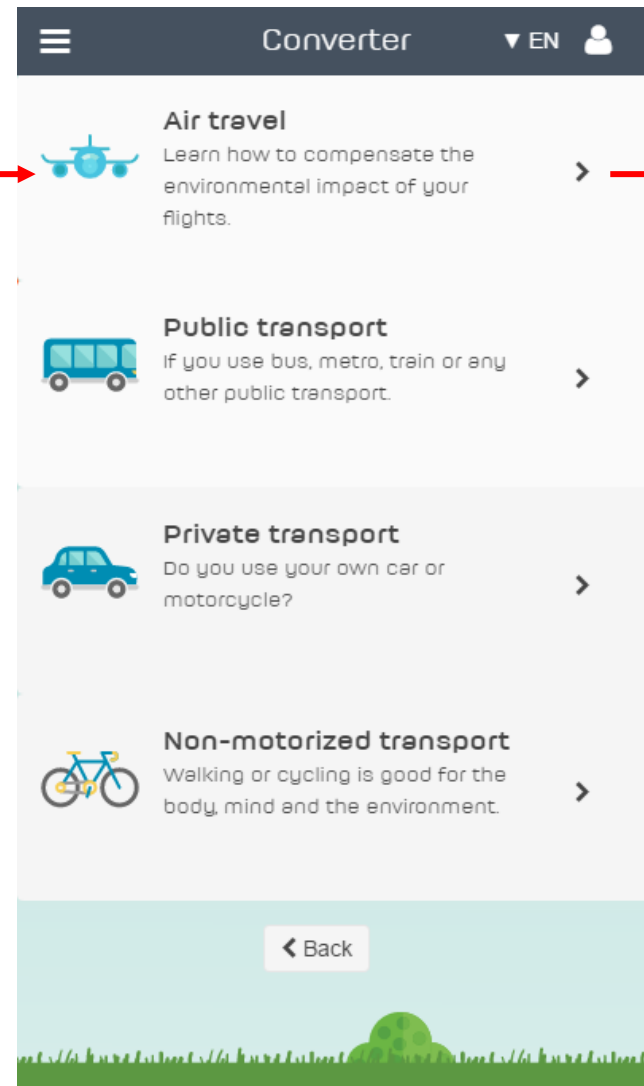 Converter ▼ EN
Air travel
Learn how to compensate the
environmental impact of your
flights.
Public transport
If you use bus, metro, train or any
other public transport.
Private transport
Do you use your own car or
motorcycle?
Non-motorized transport
Walking or cycling is good for the
body, mind and the environment.
Back